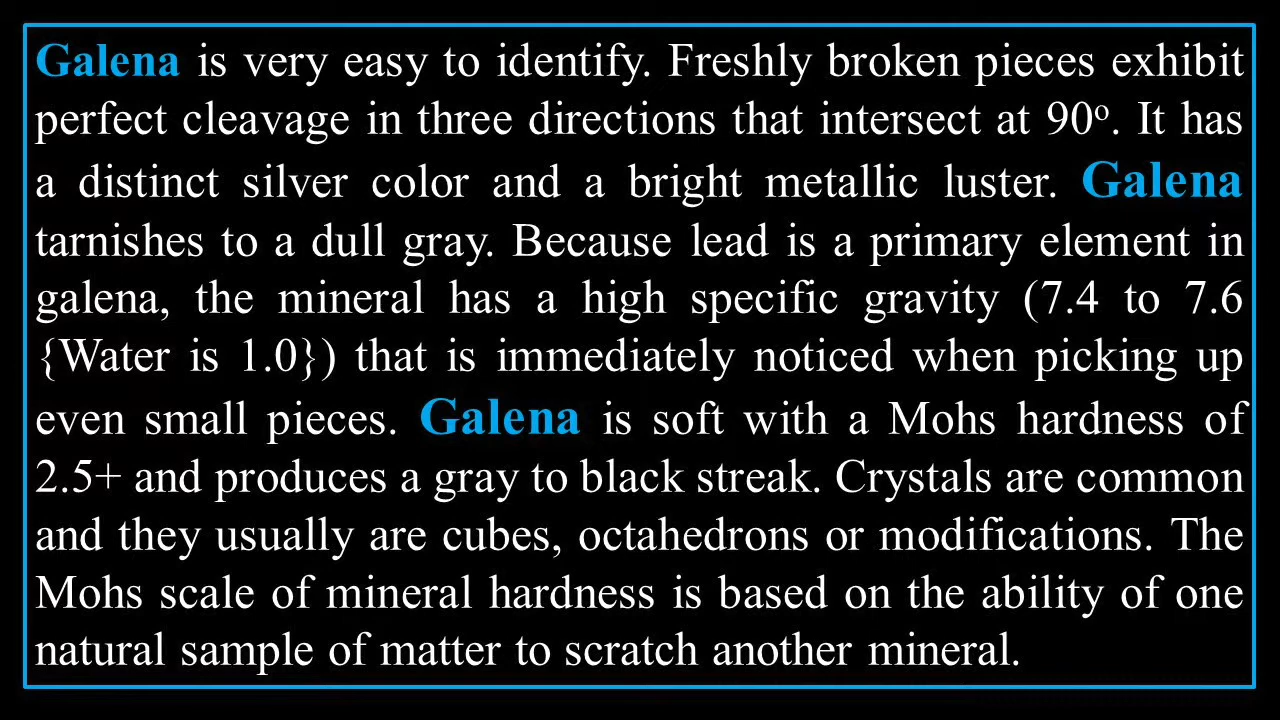 Galena is very easy to identify. Freshly broken pieces exhibit
perfect cleavage in three directions that intersect at 90º. It has
a distinct silver color and a bright metallic luster. Galena
tarnishes to a dull gray. Because lead is a primary element in
galena, the mineral has a high specific gravity (7.4 to 7.6
{Water is 1.0}) that is immediately noticed when picking up
even small pieces. Galena is soft with a Mohs hardness of
2.5+ and produces a gray to black streak. Crystals are common
and they usually are cubes, octahedrons or modifications. The
Mohs scale of mineral hardness is based on the ability of one
natural sample of matter to scratch another mineral.